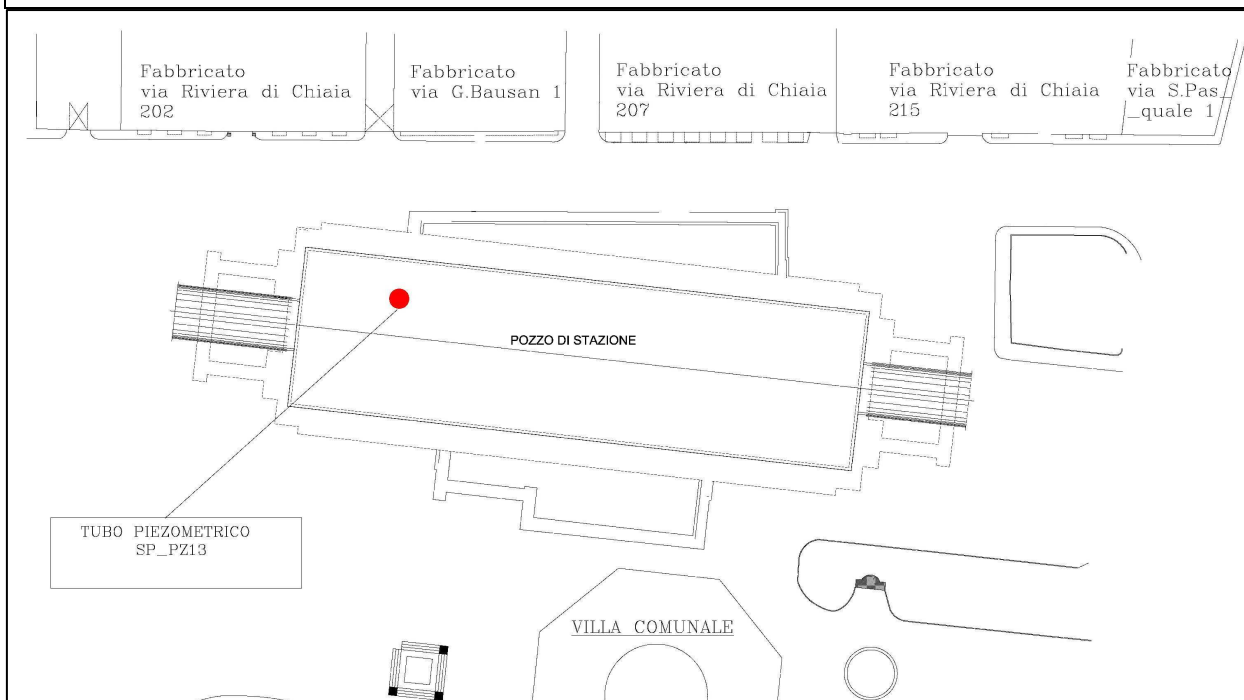 Fabbricato
via Riviera di Chiaia
202
Fabbricato
via G.Bausan 1
Fabbricato
via Riviera di Chiaia
207
Fabbricato
via Riviera di Chiaia
215
Fabbricato
via S.Pas_
_quale 1
POZZO DI STAZIONE
TUBO PIEZOMETRICO
SP_PZ13
VILLA COMUNALE